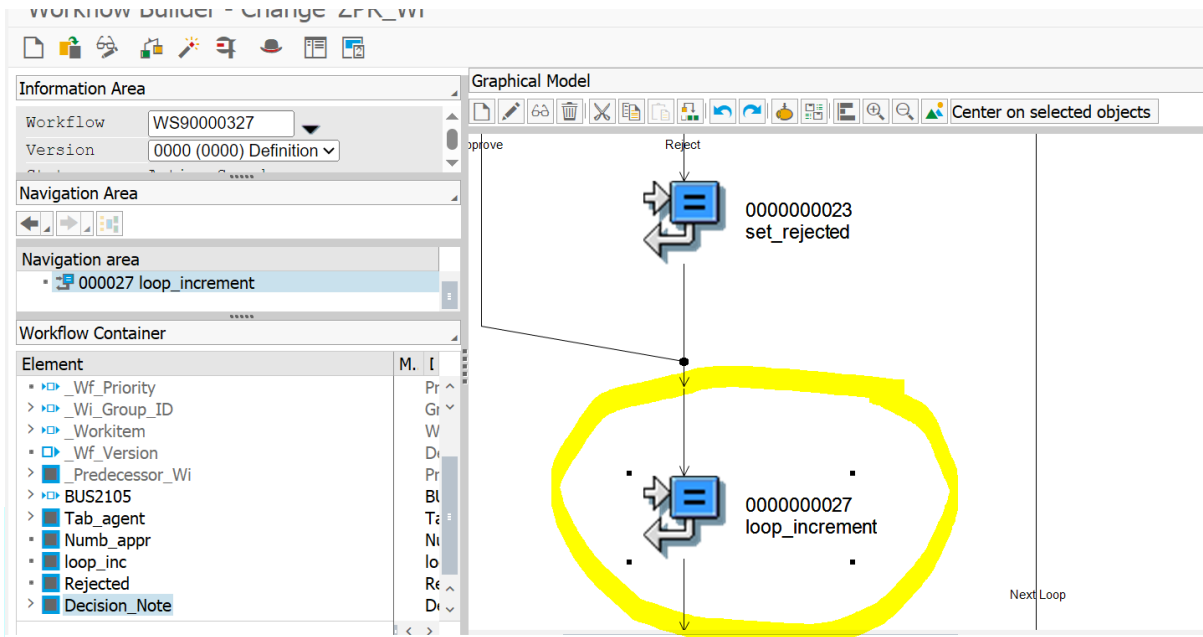 Workflow Builder - Change 'ZPR_WF'
Information Area
Workflow WS90000327
Version 0000 (0000) Definition
Navigation Area
Navigation area
000027 loop_increment
Workflow Container
Element M. [
_Wf_Priority Pr
_Wi_Group_ID Gr
_Workitem W
_Wf_Version De
_Predecessor_Wi Pr
BUS2105 BU
Tab_agent Ta
Numb_appr Nu
loop_inc lo
Rejected Re
Decision_Note De
Graphical Model
Center on selected objects
pprove
Reject
0000000023
set_rejected
0000000027
loop_increment
Next Loop